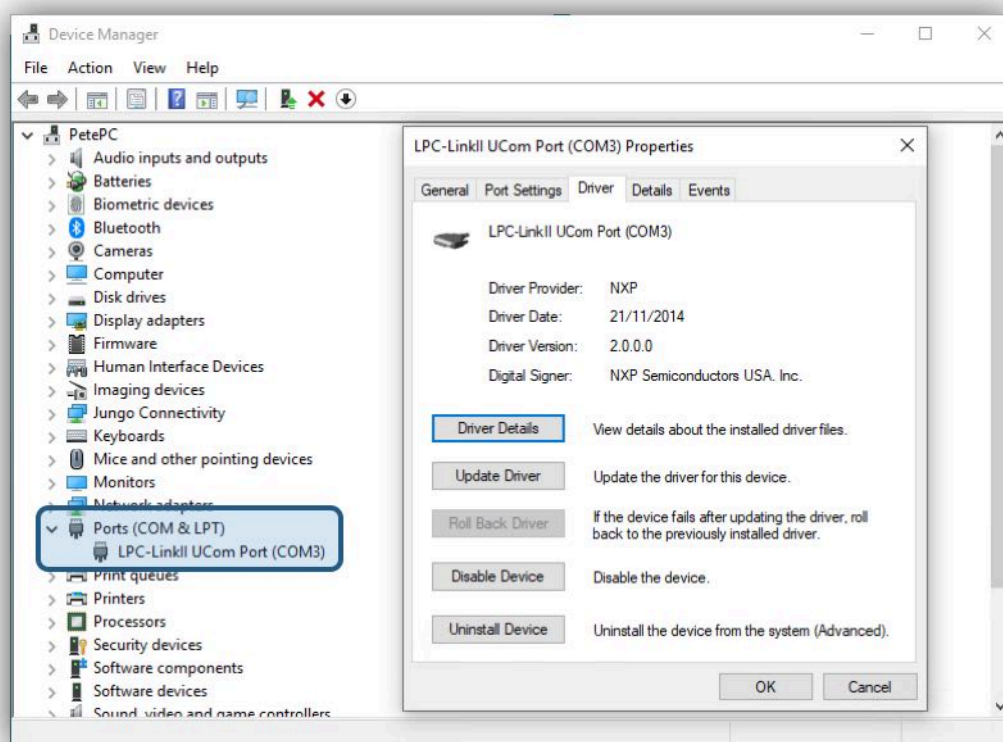 Device Manager
File Action View Help
PetePC
Audio inputs and outputs
Batteries
Biometric devices
Bluetooth
Cameras
Computer
Disk drives
Display adapters
Firmware
Human Interface Devices
Imaging devices
Jungo Connectivity
Keyboards
Mice and other pointing devices
Monitors
Network adapters
Ports (COM & LPT)
LPC-LinkII UCom Port (COM3)
Print queues
Printers
Processors
Security devices
Software components
Software devices
Sound, video and game controllers
LPC-LinkII UCom Port (COM3) Properties
General Port Settings Driver Details Events
LPC-LinkII UCom Port (COM3)
Driver Provider: NXP
Driver Date: 21/11/2014
Driver Version: 2.0.0.0
Digital Signer: NXP Semiconductors USA. Inc.
Driver Details View details about the installed driver files.
Update Driver Update the driver for this device.
Roll Back Driver If the device fails after updating the driver, roll
back to the previously installed driver.
Disable Device Disable the device.
Uninstall Device Uninstall the device from the system (Advanced).
OK Cancel